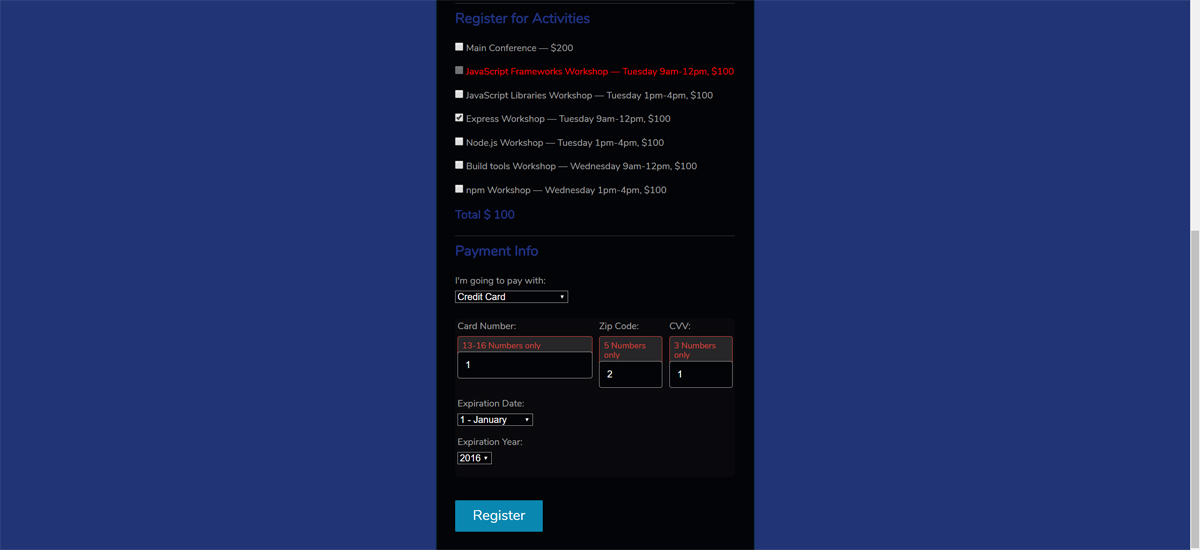 Register for Activities
Main Conference — $200
JavaScript Frameworks Workshop — Tuesday 9am-12pm, $100
JavaScript Libraries Workshop — Tuesday 1pm-4pm, $100
Express Workshop — Tuesday 9am-12pm, $100
Node.js Workshop — Tuesday 1pm-4pm, $100
Build tools Workshop — Wednesday 9am-12pm, $100
npm Workshop — Wednesday 1pm-4pm, $100
Total $ 100
Payment Info
I'm going to pay with:
Credit Card
Card Number: Zip Code: CVV:
13-16 Numbers only 5 Numbers 3 Numbers
only only
1 2 1
Expiration Date:
1 - January
Expiration Year:
2016
Register